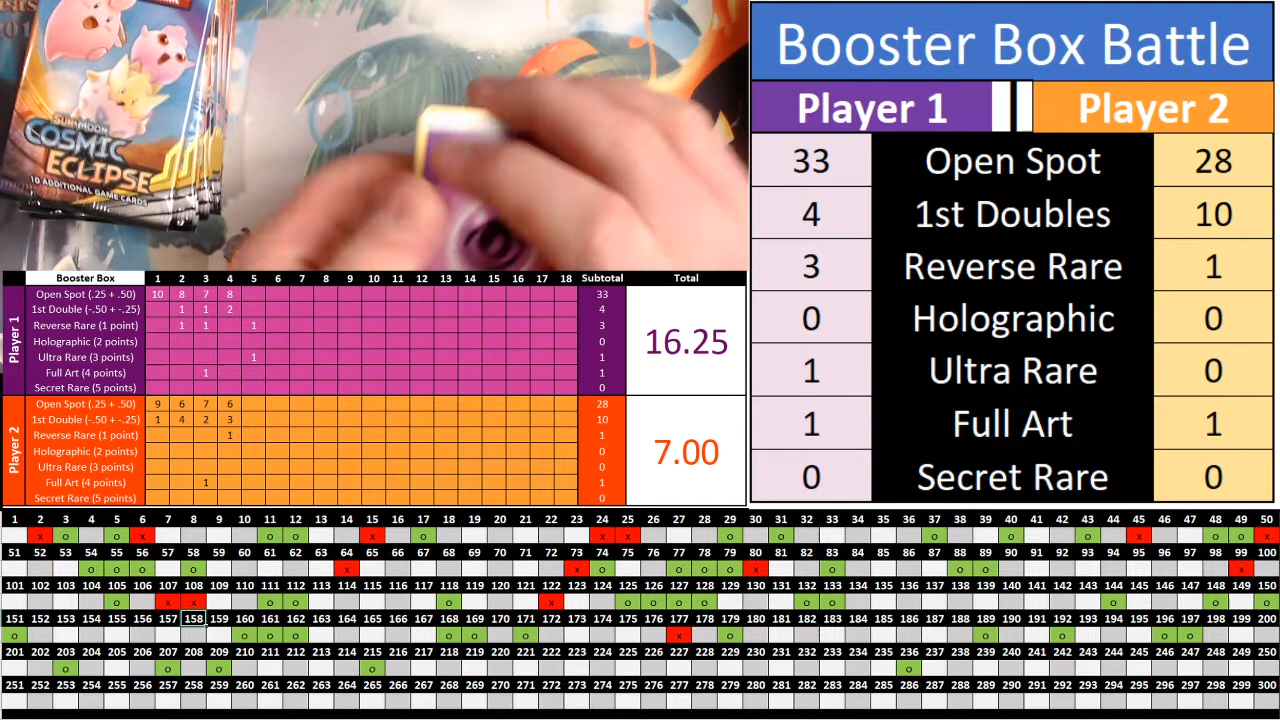 SUN & MOON
COSMIC
ECLIPSE
10 ADDITIONAL GAME CARDS
Booster Box Battle
Player 1 Player 2
33 Open Spot 28
4 1st Doubles 10
3 Reverse Rare 1
0 Holographic 0
1 Ultra Rare 0
1 Full Art 1
0 Secret Rare 0
Booster Box 1 2 3 4 5 6 7 8 9 10 11 12 13 14 15 16 17 18 Subtotal Total
Player 1
Open Spot (.25 + .50) 10 8 7 8 33
1st Double (-.50 + -.25) 1 1 2 4
Reverse Rare (1 point) 1 1 1 3
Holographic (2 points) 0
Ultra Rare (3 points) 1 1
Full Art (4 points) 1 1
Secret Rare (5 points) 0
16.25
Player 2
Open Spot (.25 + .50) 9 6 7 6 28
1st Double (-.50 + -.25) 1 4 2 3 10
Reverse Rare (1 point) 1 1
Holographic (2 points) 0
Ultra Rare (3 points) 0
Full Art (4 points) 1 1
Secret Rare (5 points) 0
7.00
1 2 3 4 5 6 7 8 9 10 11 12 13 14 15 16 17 18 19 20 21 22 23 24 25 26 27 28 29 30 31 32 33 34 35 36 37 38 39 40 41 42 43 44 45 46 47 48 49 50
x o o o x o o x o x x o o o x o o x
51 52 53 54 55 56 57 58 59 60 61 62 63 64 65 66 67 68 69 70 71 72 73 74 75 76 77 78 79 80 81 82 83 84 85 86 87 88 89 90 91 92 93 94 95 96 97 98 99 100
o o o o x x o o o o x o o o x
101 102 103 104 105 106 107 108 109 110 111 112 113 114 115 116 117 118 119 120 121 122 123 124 125 126 127 128 129 130 131 132 133 134 135 136 137 138 139 140 141 142 143 144 145 146 147 148 149 150
o x x o o o x o o o o o o o o o o
151 152 153 154 155 156 157 158 159 160 161 162 163 164 165 166 167 168 169 170 171 172 173 174 175 176 177 178 179 180 181 182 183 184 185 186 187 188 189 190 191 192 193 194 195 196 197 198 199 200
o o o o o o o x o o o o o
201 202 203 204 205 206 207 208 209 210 211 212 213 214 215 216 217 218 219 220 221 222 223 224 225 226 227 228 229 230 231 232 233 234 235 236 237 238 239 240 241 242 243 244 245 246 247 248 249 250
o o o o o
251 252 253 254 255 256 257 258 259 260 261 262 263 264 265 266 267 268 269 270 271 272 273 274 275 276 277 278 279 280 281 282 283 284 285 286 287 288 289 290 291 292 293 294 295 296 297 298 299 300